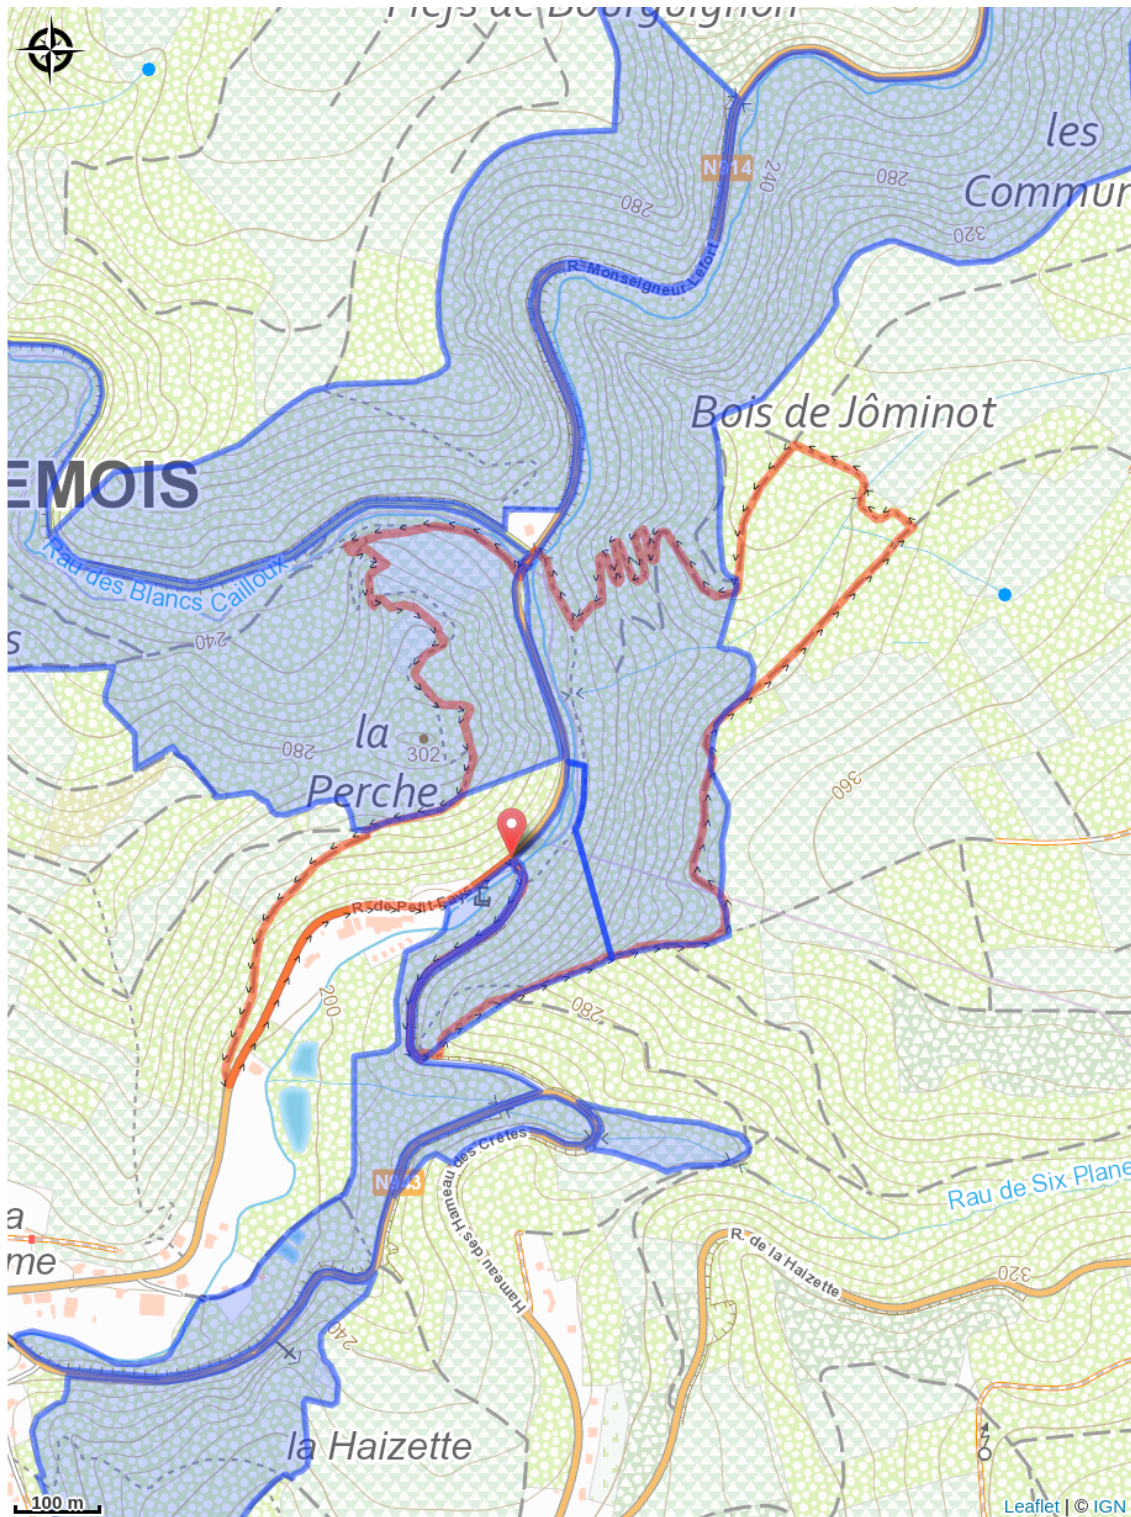 les
Commun
N914
240
280
280
320
R. Monseigneur Lefort
Bois de Jôminot
EMOIS
Rau des Blancs Cailloux
s
240
la
Perche
280
302
360
R. de Petit-Fays
200
280
Hameau des Hameau des Crêtes
N943
Rau de Six Plane
a
me
R. de la Haizette
320
240
la Haizette
100 m
Leaflet | © IGN